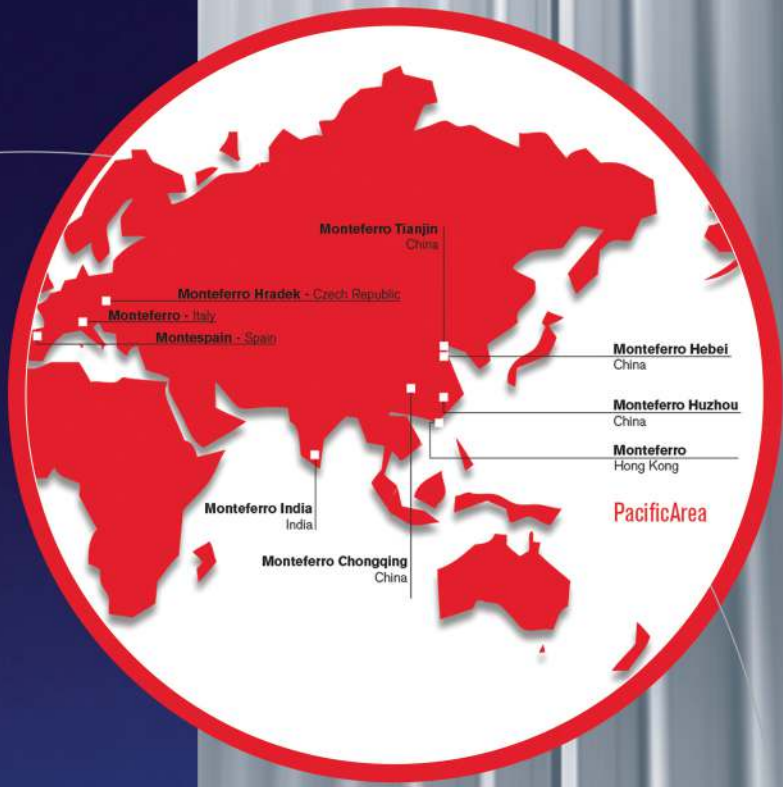 Monteferro Tianjin
China
Monteferro Hradek - Czech Republic
Monteferro - Italy
Montespain - Spain
Monteferro Hebei
China
Monteferro Huzhou
China
Monteferro
Hong Kong
Monteferro India
India
PacificArea
Monteferro Chongqing
China